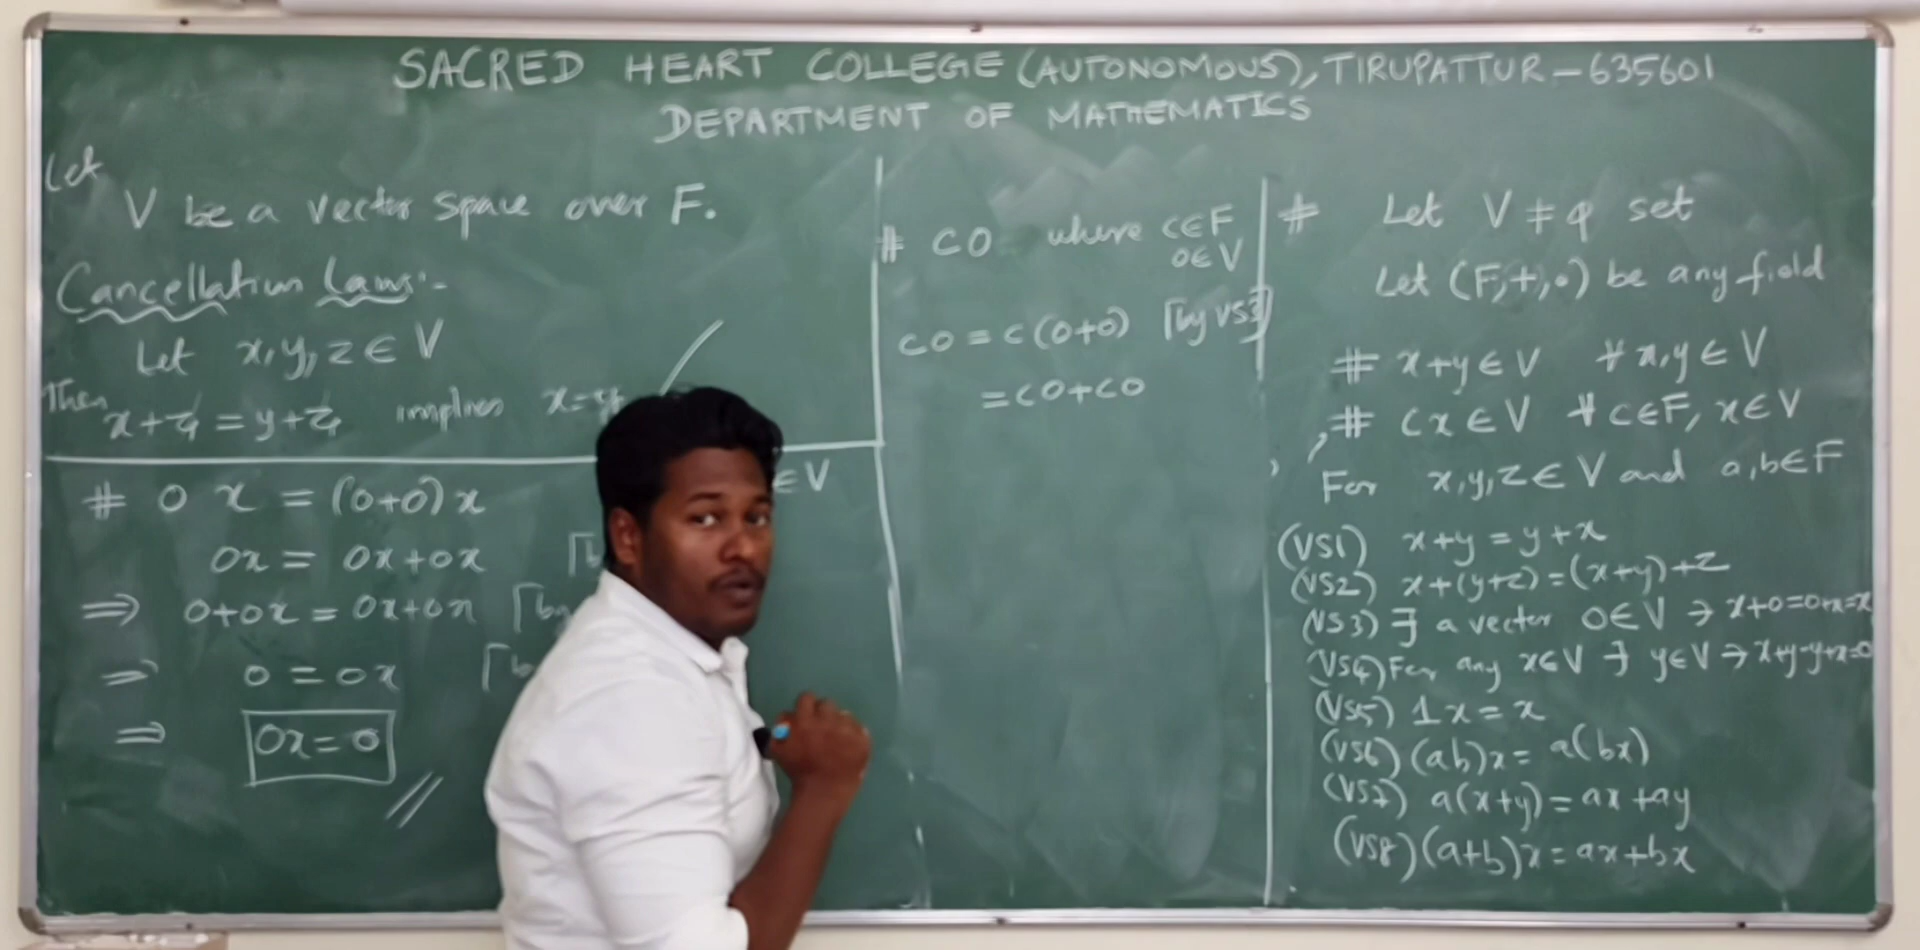 SACRED HEART COLLEGE (AUTONOMOUS), TIRUPATTUR – 635601
DEPARTMENT OF MATHEMATICS
Let
V be a vector space over F.
Cancellation Laws:-
Let x, y, z ∈ V
Then
x+z = y+z implies x=y
# 0 x = (0+0) x
∈ V
0x = 0x+0x
⇒ 0+0x = 0x+0x [by
⇒ 0 = 0x
⇒ 0x = 0
# C0 where C∈F
0∈V
C0 = C(0+0) [by VS3]
= C0+C0
# Let V ≠ φ set
Let (F,+,•) be any field
# x+y ∈ V ∀ x,y ∈ V
# Cx ∈ V ∀ C∈F, x∈V
For x,y,z ∈ V and a,b∈F
(VS1) x+y = y+x
(VS2) x+(y+z) = (x+y)+z
(VS3) ∃ a vector 0∈V → x+0=0+x=x
(VS4) For any x∈V ∃ y∈V → x+y=y+x=0
(VS5) 1x = x
(VS6) (ab)x = a(bx)
(VS7) a(x+y) = ax+ay
(VS8) (a+b)x = ax+bx